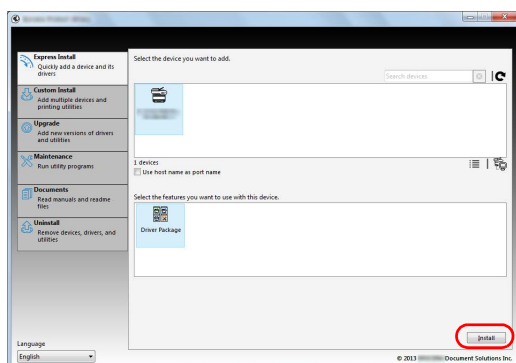 Express Install
Quickly add a device and its
drivers
Custom Install
Add multiple devices and
printing utilities
Upgrade
Add new versions of drivers
and utilities
Maintenance
Run utility programs
Documents
Read manuals and readme
files
Uninstall
Remove devices, drivers, and
utilities
Language
English
Select the device you want to add.
Search devices
1 devices
Use host name as port name
Select the features you want to use with this device.
Driver Package
Install
© 2013 Document Solutions Inc.